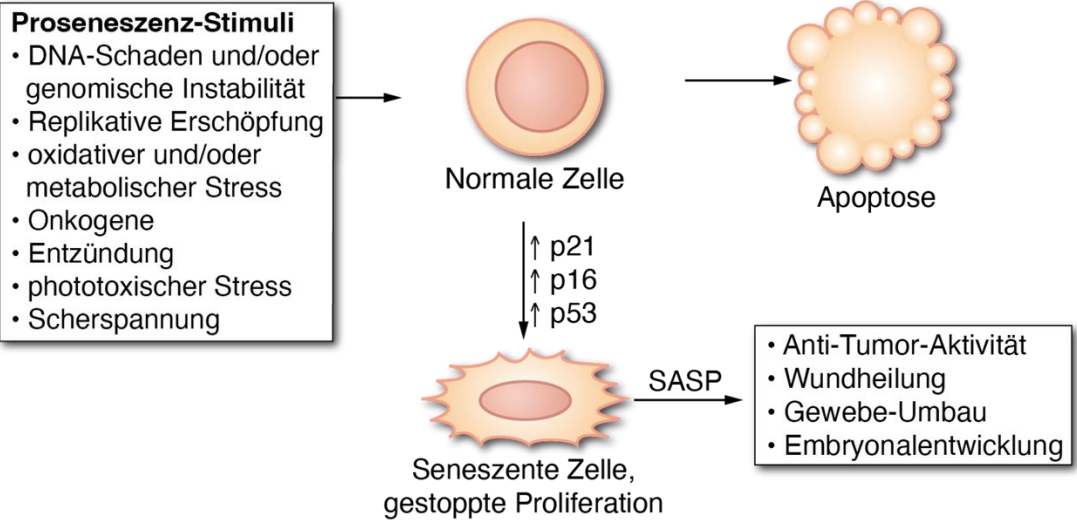 Proseneszenz-Stimuli
• DNA-Schaden und/oder
genomische Instabilität
• Replikative Erschöpfung
• oxidativer und/oder
metabolischer Stress
• Onkogene
• Entzündung
• phototoxischer Stress
• Scherspannung
Normale Zelle
Apoptose
↑ p21
↑ p16
↑ p53
Seneszente Zelle,
gestoppte Proliferation
SASP
• Anti-Tumor-Aktivität
• Wundheilung
• Gewebe-Umbau
• Embryonalentwicklung